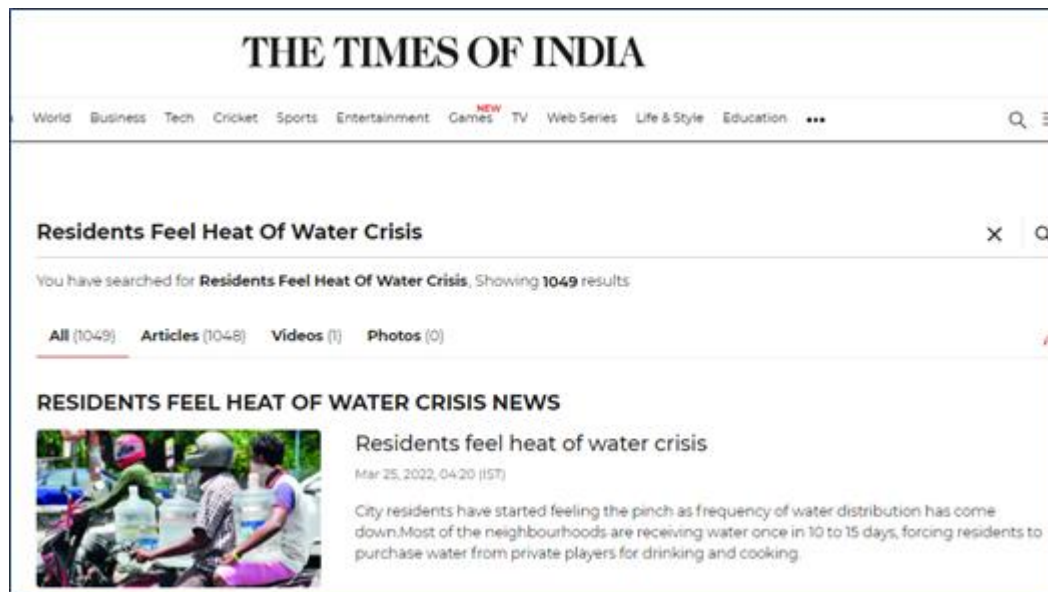 THE TIMES OF INDIA
World Business Tech Cricket Sports Entertainment Games NEW TV Web Series Life & Style Education •••
Residents Feel Heat Of Water Crisis
You have searched for Residents Feel Heat Of Water Crisis, Showing 1049 results
All (1049) Articles (1048) Videos (1) Photos (0)
RESIDENTS FEEL HEAT OF WATER CRISIS NEWS
Residents feel heat of water crisis
Mar 25, 2022, 04:20 (IST)
City residents have started feeling the pinch as frequency of water distribution has come
down.Most of the neighbourhoods are receiving water once in 10 to 15 days, forcing residents to
purchase water from private players for drinking and cooking.